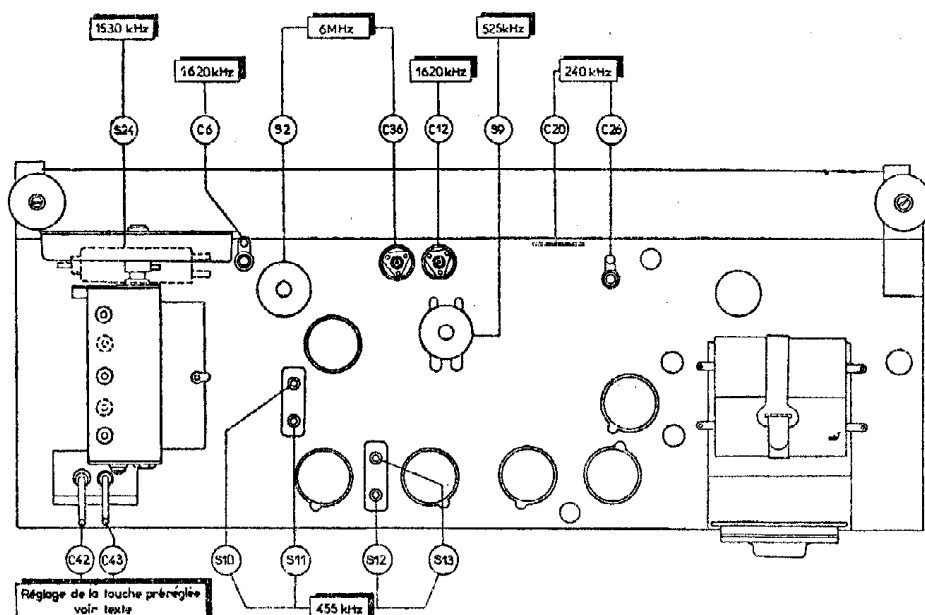 1530 kHz
6MHz
525kHz
1620kHz
1620kHz
240 kHz
S24
C6
S2
C36
C12
S9
C20
C26
C42
C43
S10
S11
S12
S13
Réglage de la touche préréglée
voir texte
455 kHz